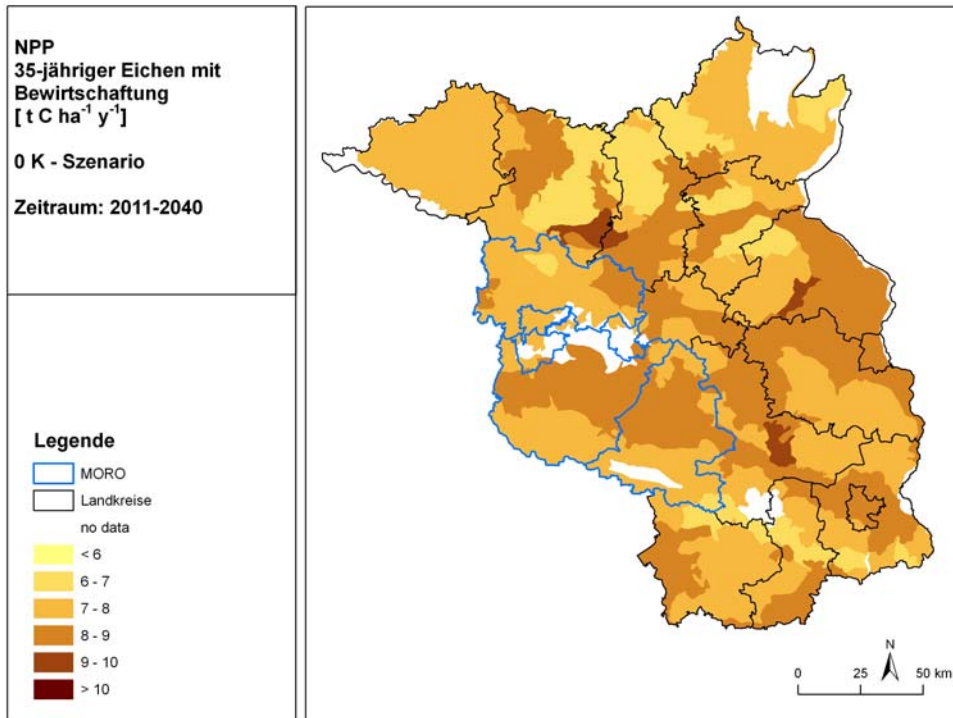 NPP
35-jähriger Eichen mit
Bewirtschaftung
[ t C ha⁻¹ y⁻¹]
0 K - Szenario
Zeitraum: 2011-2040
Legende
MORO
Landkreise
no data
< 6
6 - 7
7 - 8
8 - 9
9 - 10
> 10
N
0 25 50 km